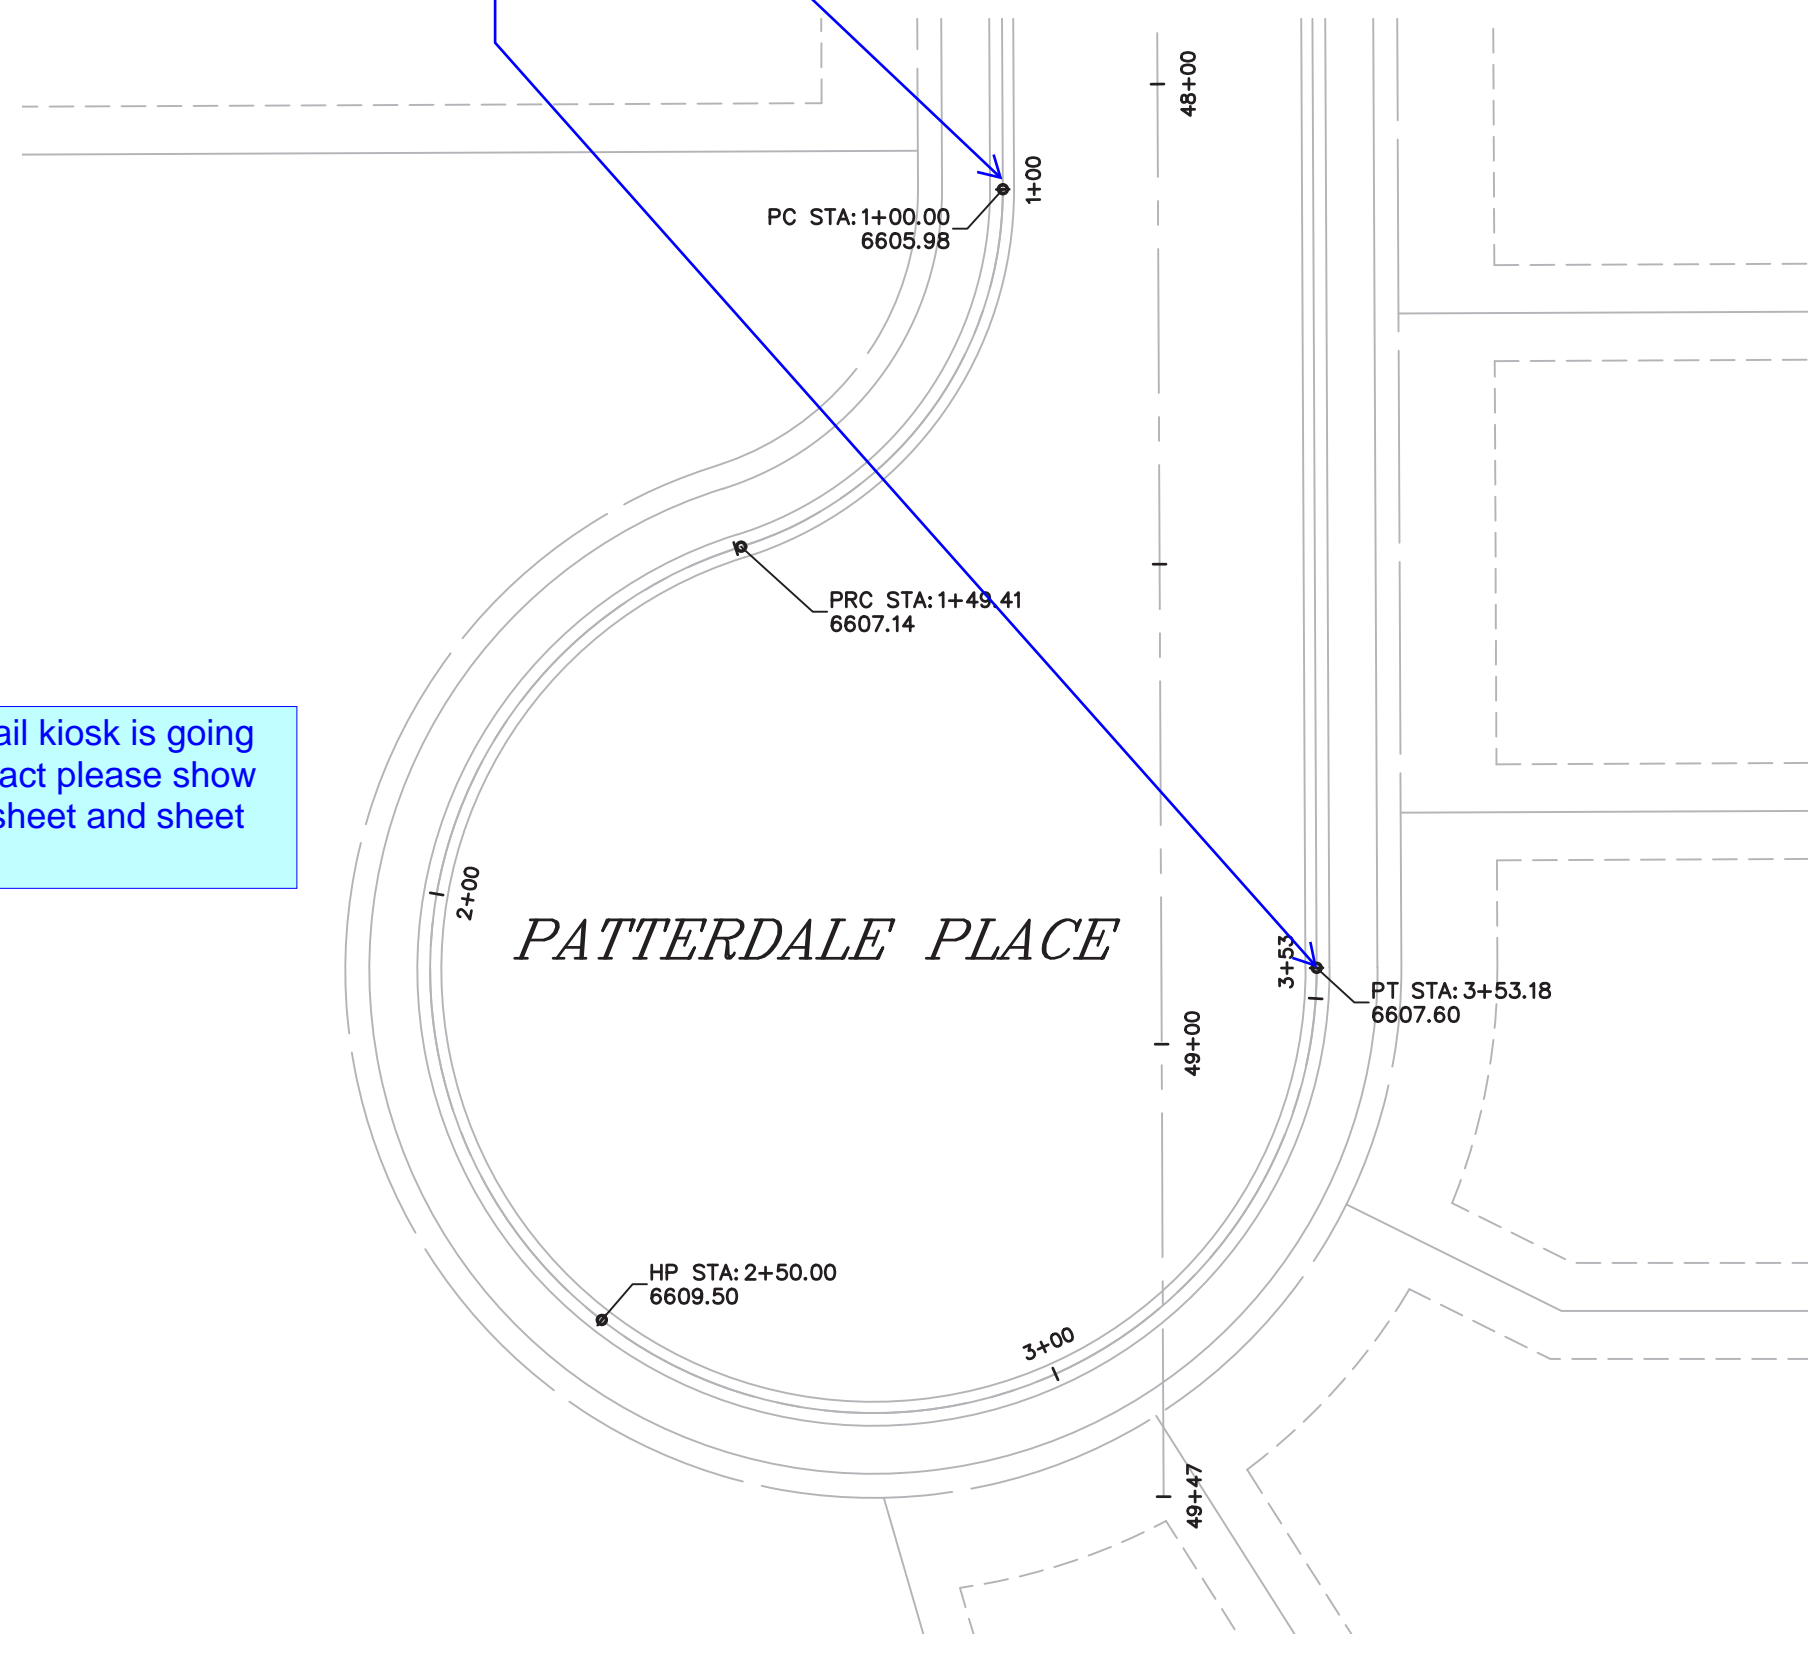 48+00
1+00
PC STA:1+00.00
6605.98
PRC STA:1+49.41
6607.14
ail kiosk is going
act please show
sheet and sheet
2+00
PATTERDALE PLACE
3+53
PT STA:3+53.18
6607.60
49+00
HP STA:2+50.00
6609.50
3+00
49+47